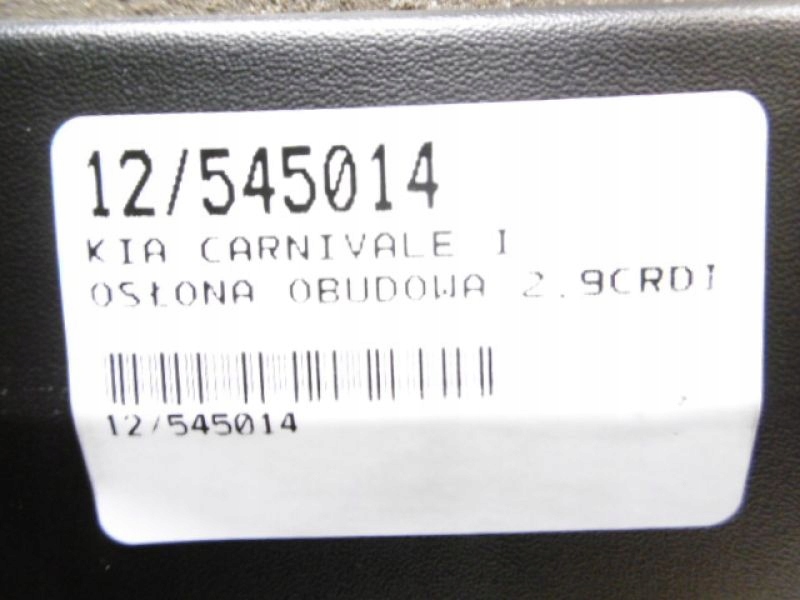 12/545014
KIA CARNIVALE I
OSŁONA OBUDOWA 2.9CRDI
12/545014